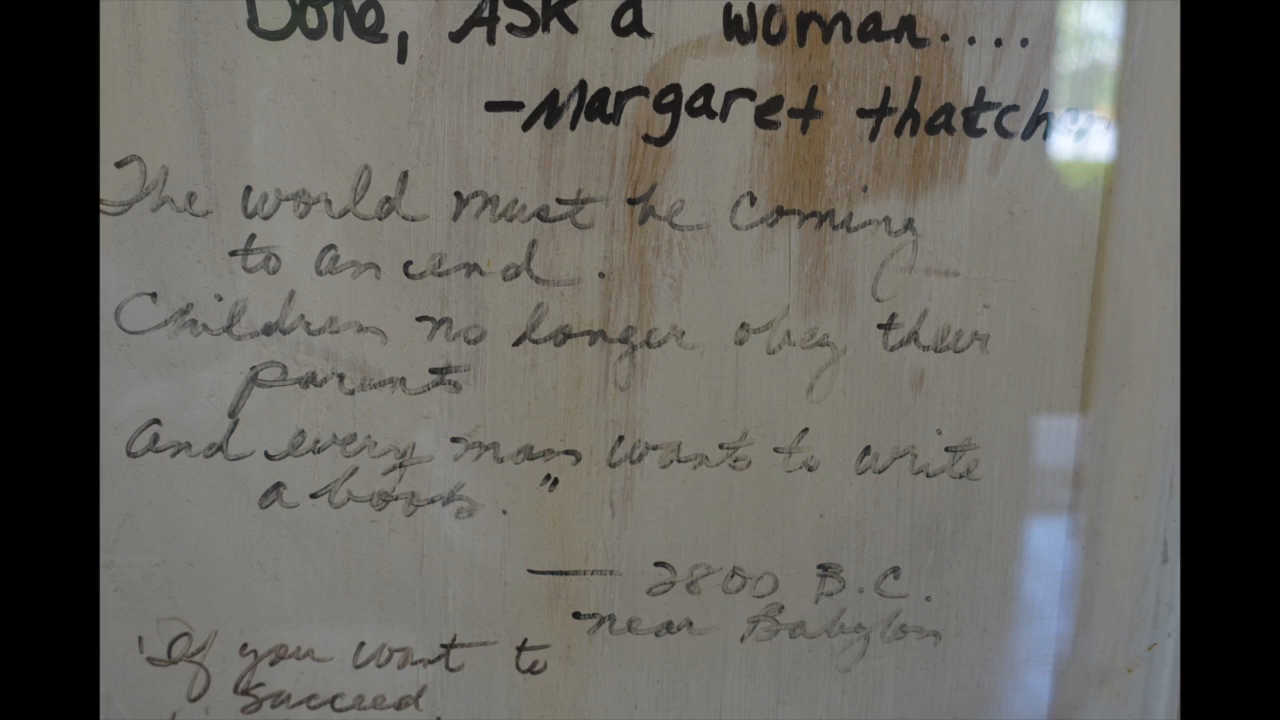 Done, Ask a woman....
-Margaret thatch
The world must be coming
to an end.
Children no longer obey their
parents
And every man wants to write
a book."
— 2800 B.C.
near Babylon
"If you want to
succeed